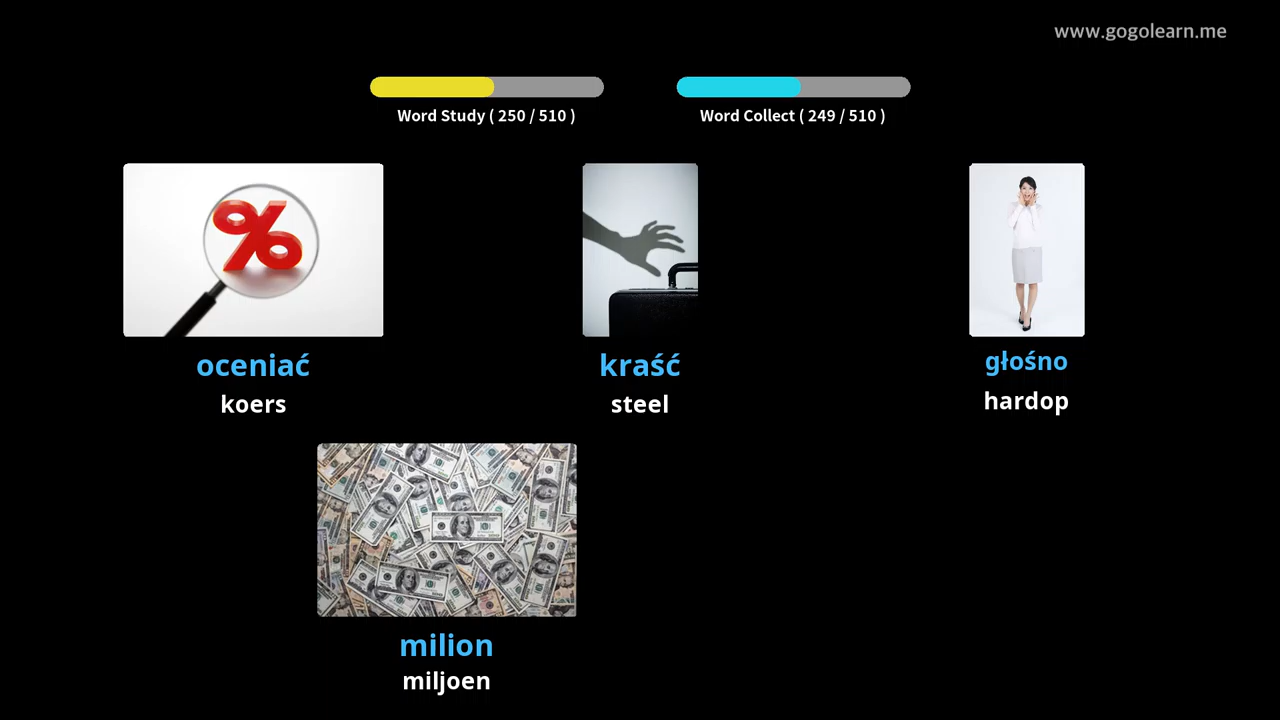 www.gogolearn.me
Word Study ( 250 / 510 )
Word Collect ( 249 / 510 )
oceniać
koers
kraść
steel
głośno
hardop
milion
miljoen